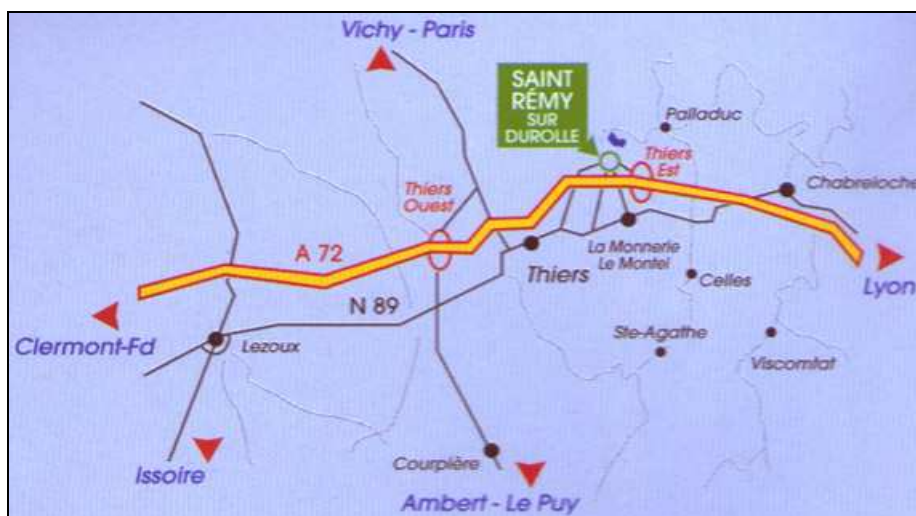 Vichy - Paris
SAINT
RÉMY
SUR
DUROLLE
Palladuc
Thiers
Est
Chabreloche
Thiers
Ouest
A 72
La Monnerie
Le Montel
Thiers
Celles
Lyon
N 89
Clermont-Fd
Lezoux
Ste-Agathe
Viscomtat
Issoire
Courpière
Ambert - Le Puy